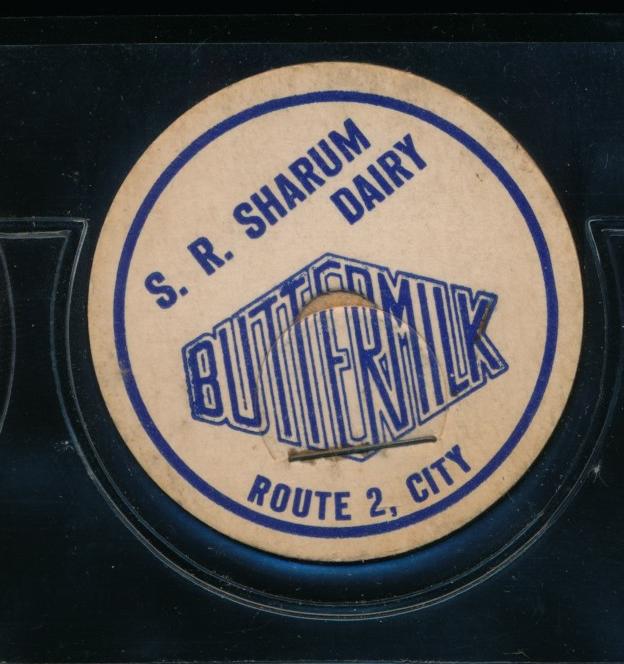 S. R. SHARUM
DAIRY
BUTTERMILK
ROUTE 2, CITY